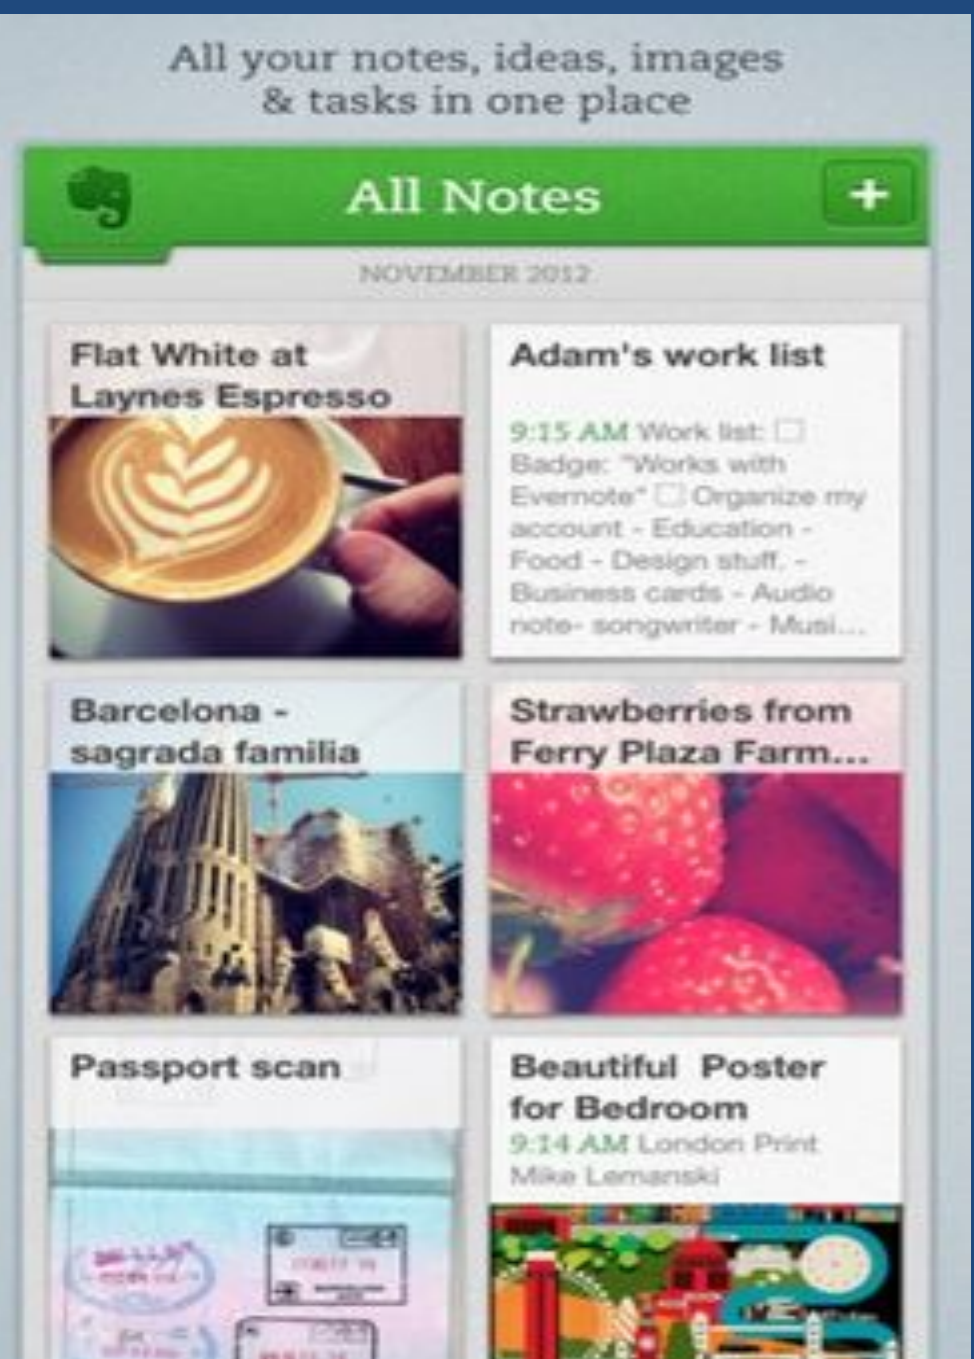 All your notes, ideas, images
& tasks in one place
All Notes
+
NOVEMBER 2012
Flat White at
Laynes Espresso
Adam's work list
9:15 AM Work list: ☐
Badge: "Works with
Evernote" ☐ Organize my
account - Education -
Food - Design stuff. -
Business cards - Audio
note- songwriter - Musi...
Barcelona -
sagrada familia
Strawberries from
Ferry Plaza Farm...
Passport scan
Beautiful Poster
for Bedroom
9:14 AM London Print
Mike Lemanski